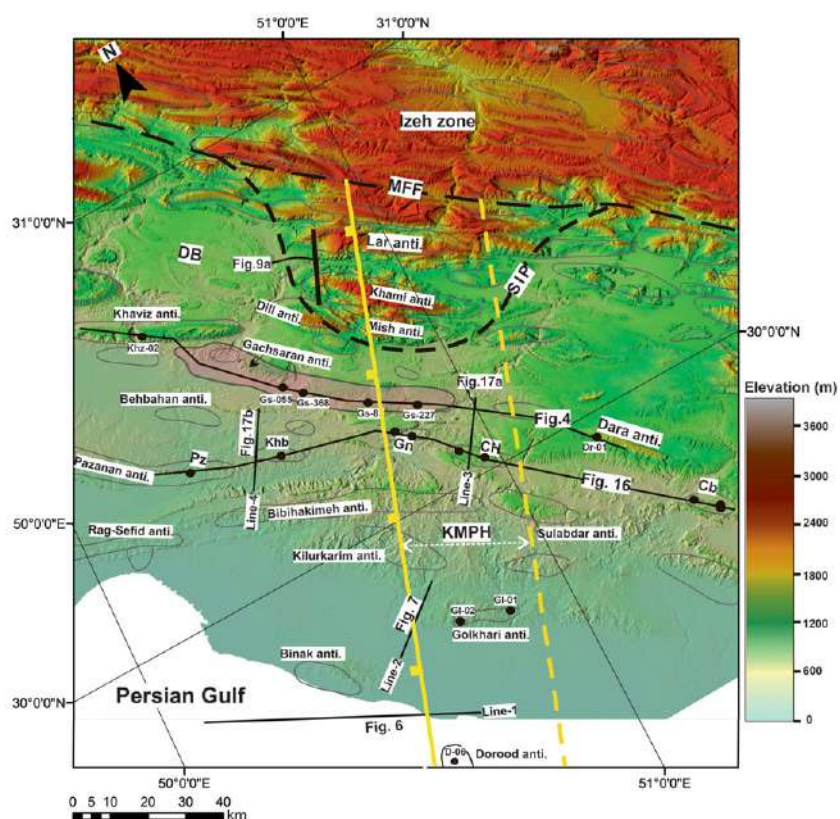 51°0'0"E
31°0'0"N
N
Izeh zone
MFF
31°0'0"N
DB
Lar anti.
Fig.9a
SIP
Khami anti.
Khaviz anti.
Dill anti.
Mish anti.
30°0'0"N
Khz-02
Gachsaran anti.
Fig.17a
Elevation (m)
Behbahan anti.
Gs-055
Gs-368
Gs-83
Gs-227
Fig.4
Dara anti.
3600
Fig.17b
Khb
Gn
CH
Dr-01
3000
Pz
Pazanan anti.
Fig. 16
Cb
2400
Line-4
Line-3
Bibihakimeh anti.
50°0'0"E
Rag-Sefid anti.
KMPH
Sulabdar anti.
1800
Kilurkarim anti.
1200
Fig. 7
Gl-01
Gl-02
Golkhari anti.
600
Binak anti.
Line-2
30°0'0"N
Persian Gulf
0
Line-1
Fig. 6
D-06
Dorood anti.
50°0'0"E
51°0'0"E
0 5 10 20 30 40
km